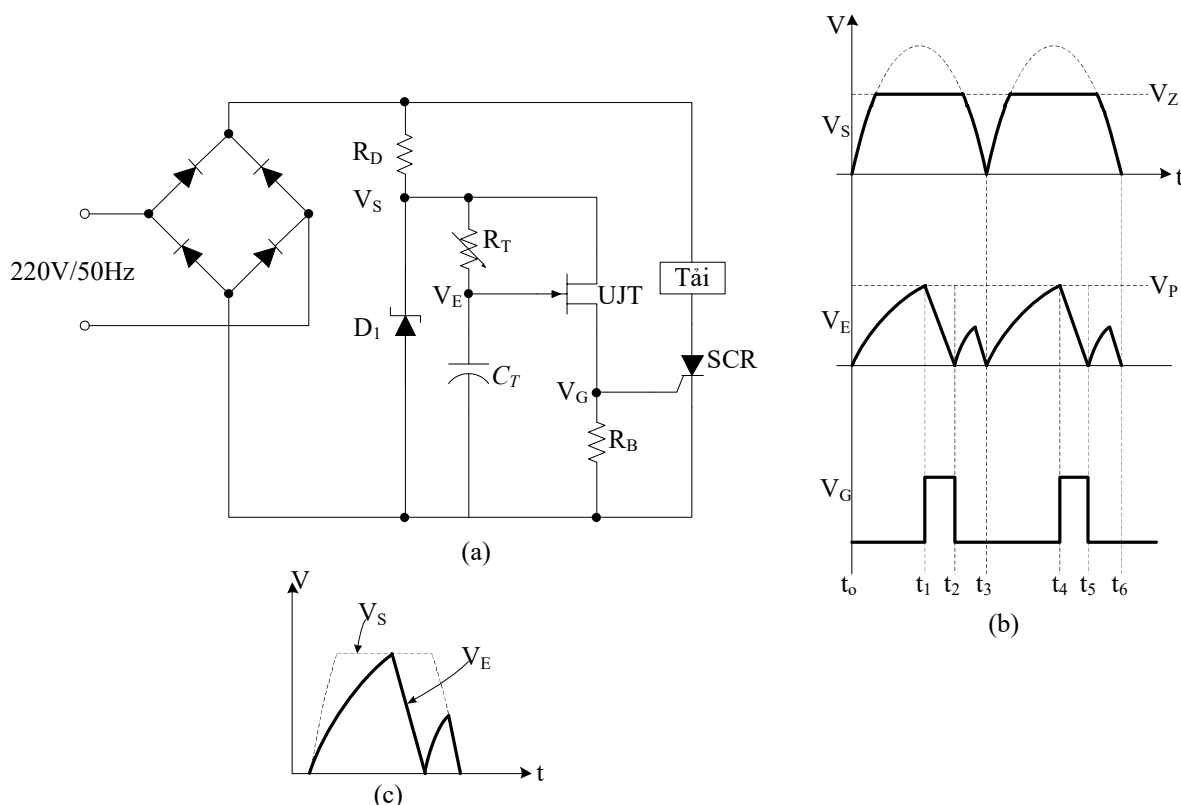 220V/50Hz
R_D
V_S
R_T
V_E
UJT
Tải
D_1
C_T
SCR
V_G
R_B
(a)
V
V_Z
V_S
t
V_P
V_E
V_G
t_o t_1 t_2 t_3 t_4 t_5 t_6
(b)
V
V_S
V_E
t
(c)